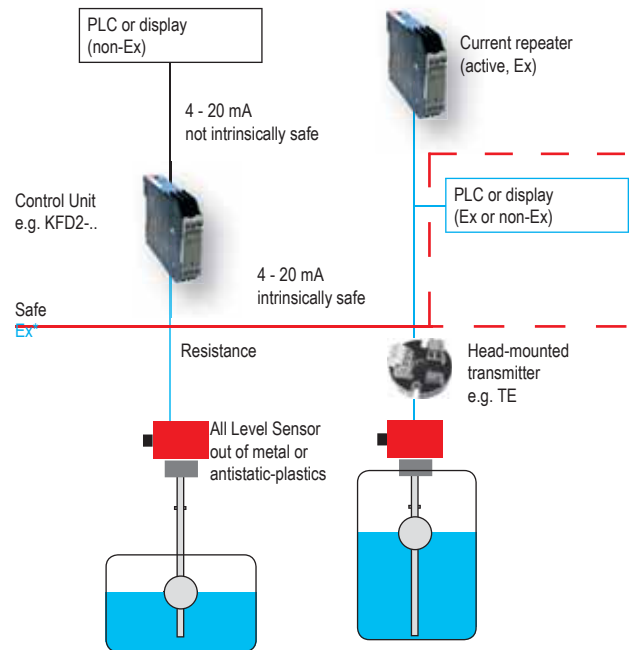 PLC or display
(non-Ex)
Current repeater
(active, Ex)
4 - 20 mA
not intrinsically safe
Control Unit
e.g. KFD2-..
PLC or display
(Ex or non-Ex)
4 - 20 mA
intrinsically safe
Safe
Ex*
Resistance
Head-mounted
transmitter
e.g. TE
All Level Sensor
out of metal or
antistatic-plastics